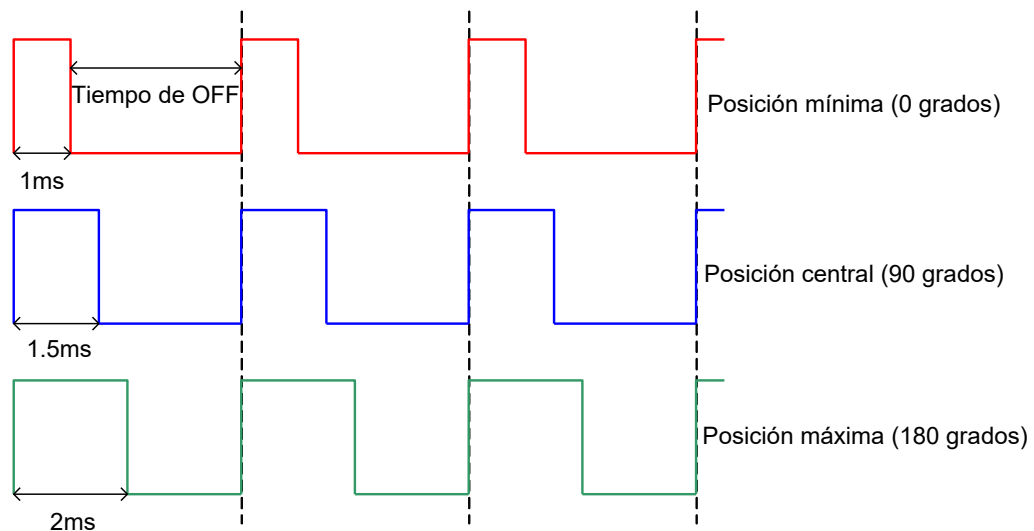 Tiempo de OFF
Posición mínima (0 grados)
1ms
Posición central (90 grados)
1.5ms
Posición máxima (180 grados)
2ms